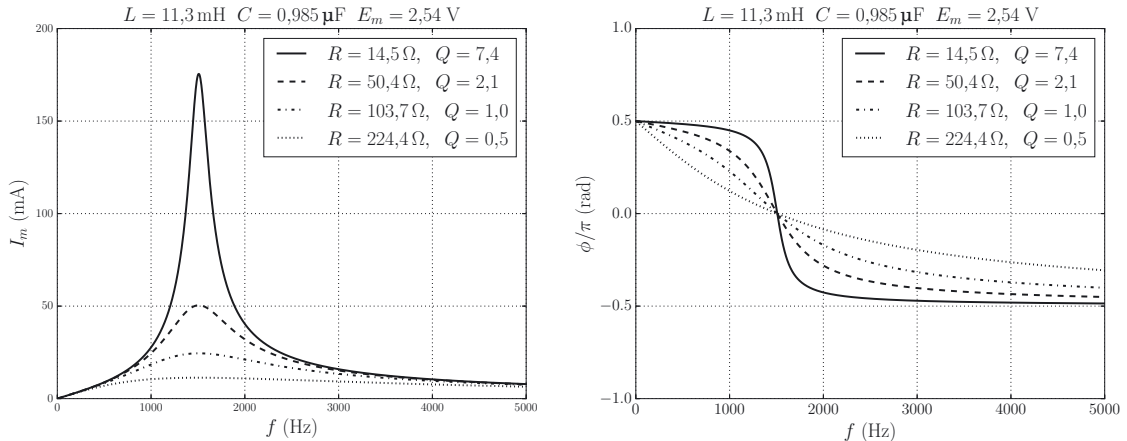 L = 11,3 mH C = 0,985 μF E_m = 2,54 V
I_m (mA)
200
150
100
50
0
R = 14,5 Ω, Q = 7,4
R = 50,4 Ω, Q = 2,1
R = 103,7 Ω, Q = 1,0
R = 224,4 Ω, Q = 0,5
0 1000 2000 3000 4000 5000
f (Hz)
L = 11,3 mH C = 0,985 μF E_m = 2,54 V
ϕ/π (rad)
1.0
0.5
0.0
−0.5
−1.0
R = 14,5 Ω, Q = 7,4
R = 50,4 Ω, Q = 2,1
R = 103,7 Ω, Q = 1,0
R = 224,4 Ω, Q = 0,5
0 1000 2000 3000 4000 5000
f (Hz)